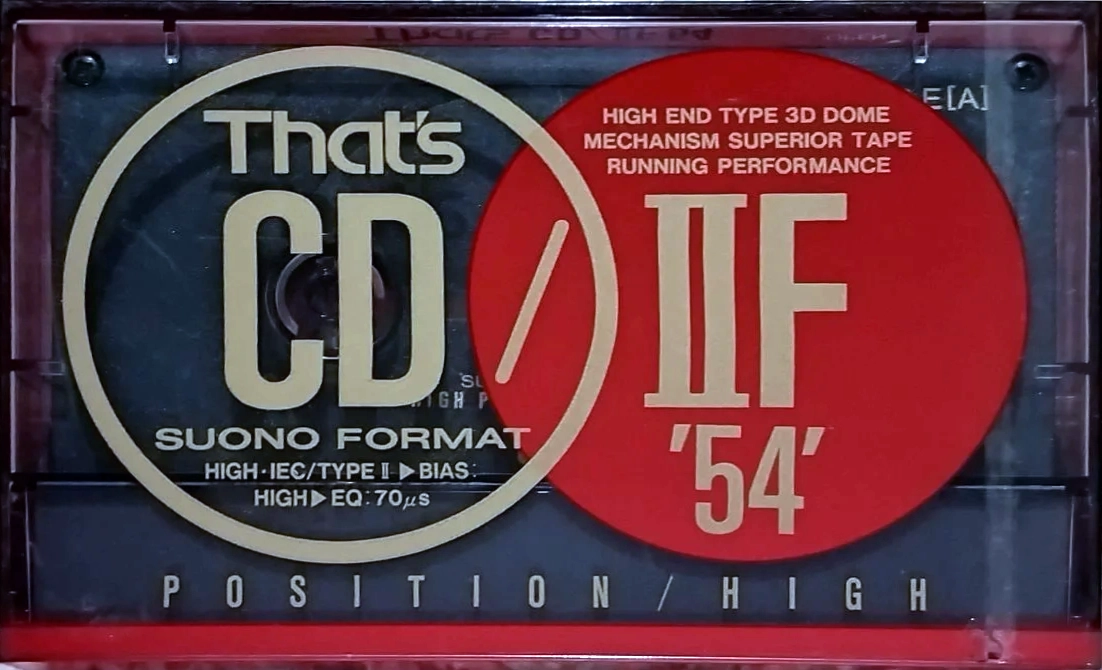 That's
CD/IIF
'54'
HIGH END TYPE 3D DOME
MECHANISM SUPERIOR TAPE
RUNNING PERFORMANCE
SUONO FORMAT
HIGH·IEC/TYPE II ▶BIAS:
HIGH▶EQ:70μs
POSITION/HIGH
E[A]